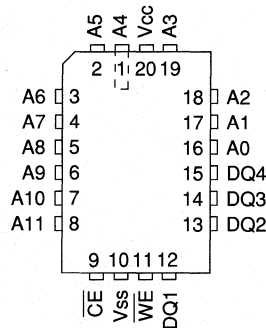 A5 A4 Vcc A3
2 1 20 19
A6 3 18 A2
A7 4 17 A1
A8 5 16 A0
A9 6 15 DQ4
A10 7 14 DQ3
A11 8 13 DQ2
9 10 11 12
C̅E̅ Vss W̅E̅ DQ1